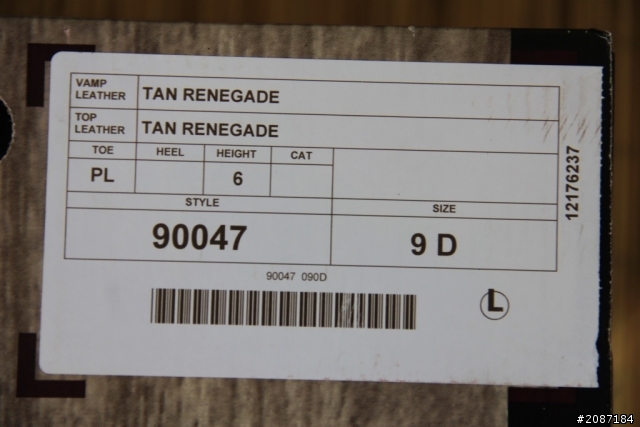 VAMP LEATHER TAN RENEGADE
TOP LEATHER TAN RENEGADE
TOE HEEL HEIGHT CAT
PL 6
STYLE SIZE
90047 9 D
90047 090D
L
12176237
#2087184